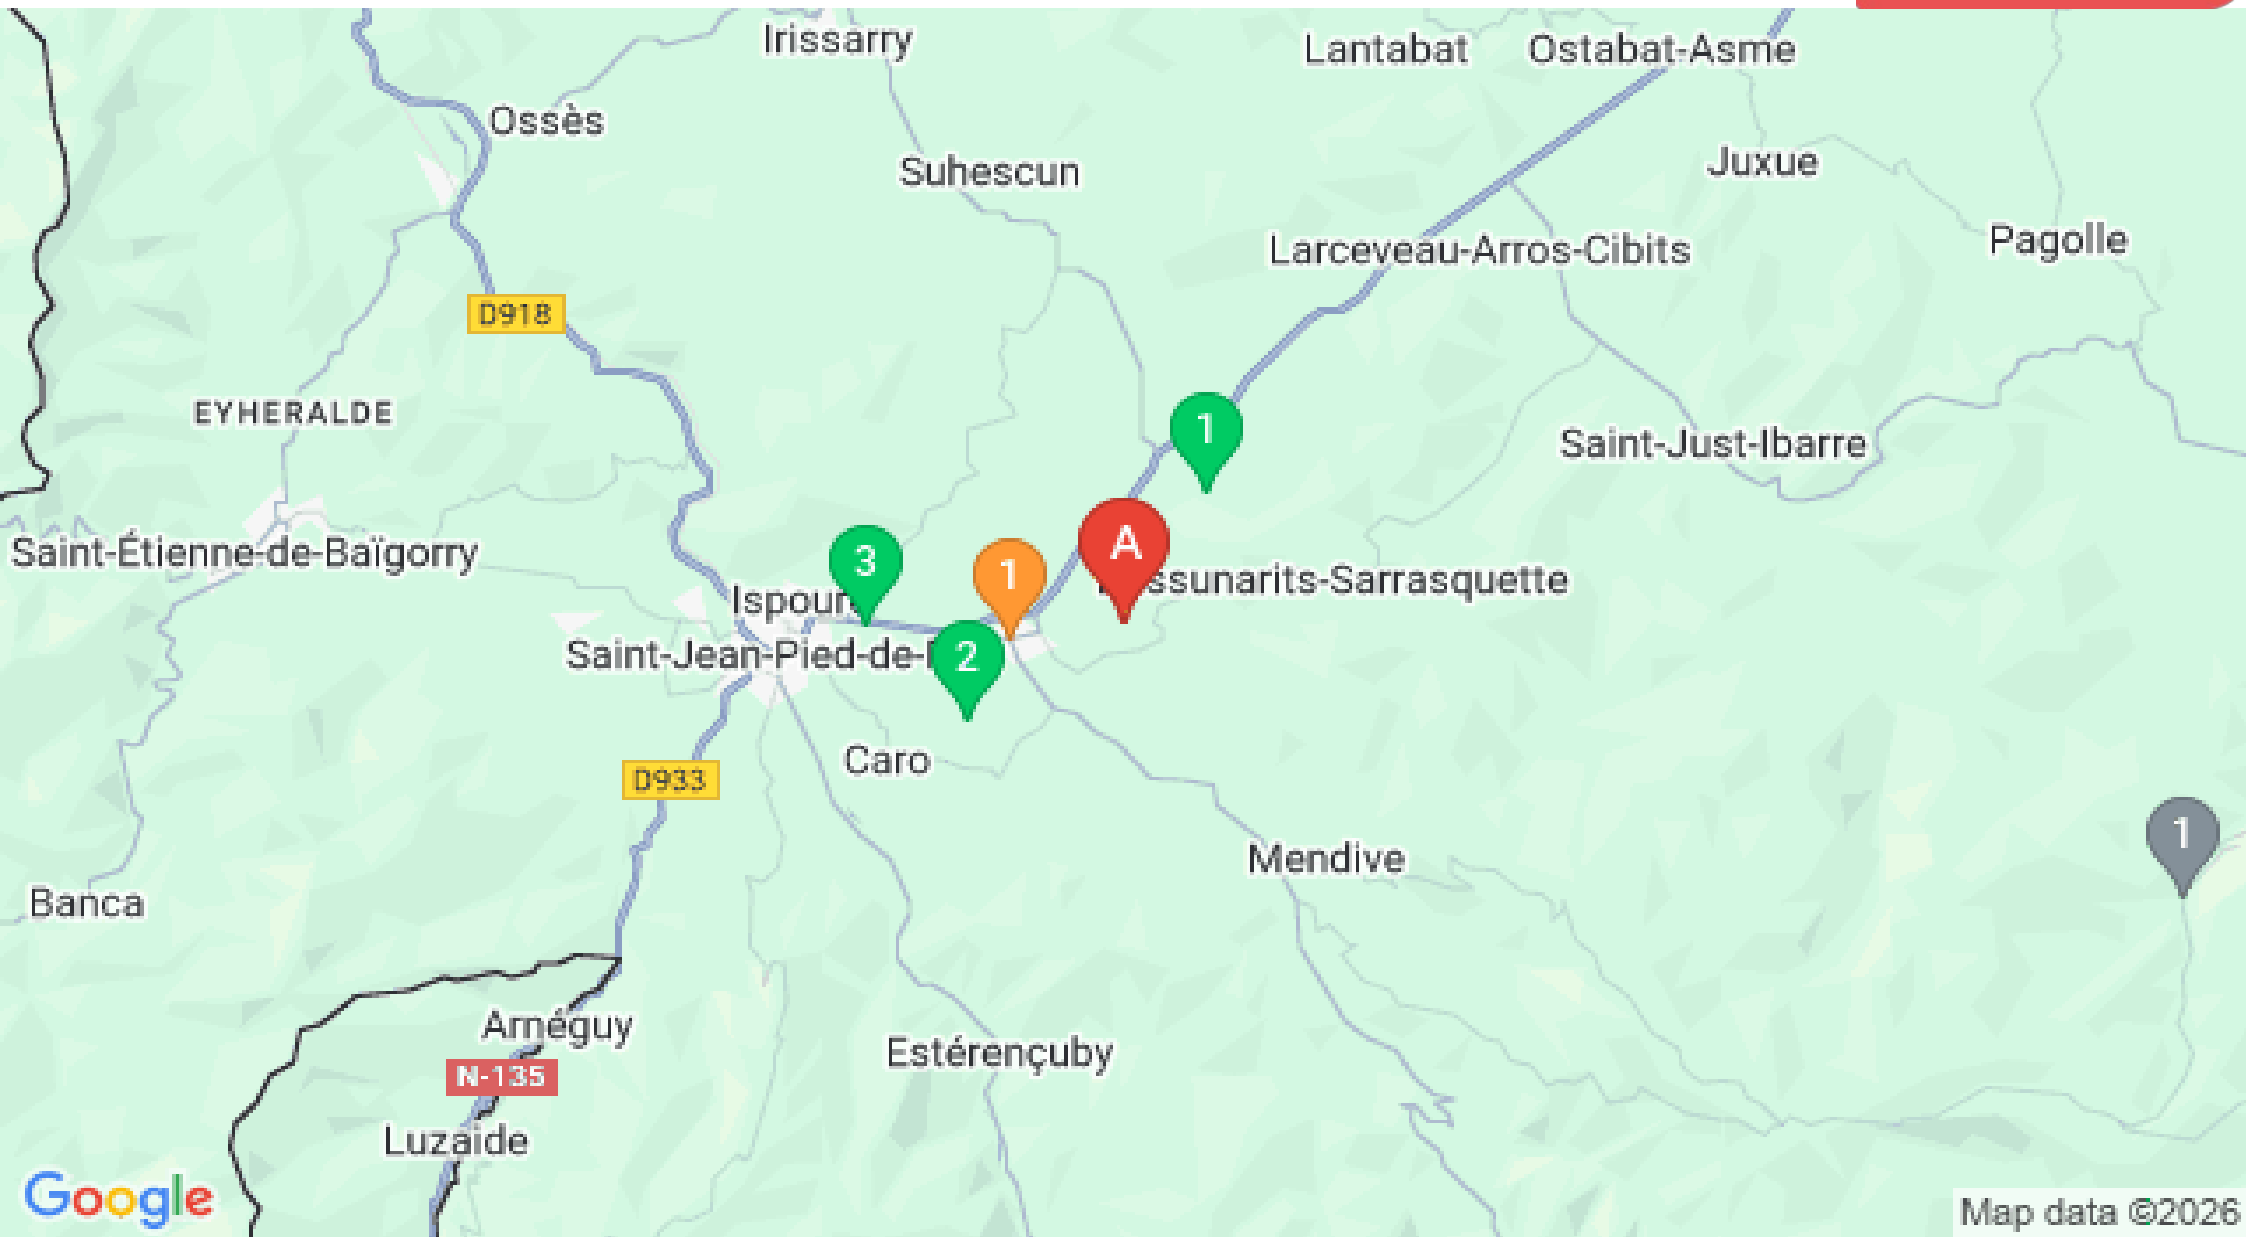 Irissarry
Lantabat
Ostabat-Asme
Ossès
Suhescun
Juxue
Larceveau-Arros-Cibits
Pagolle
D918
EYHERALDE
1
Saint-Just-Ibarre
Saint-Étienne-de-Baïgorry
3
1
A
ssunarits-Sarrasquette
Ispour
Saint-Jean-Pied-de-
2
Caro
D933
Mendive
1
Banca
Arnéguy
Estérençuby
N-135
Luzaide
Google
Map data ©2026